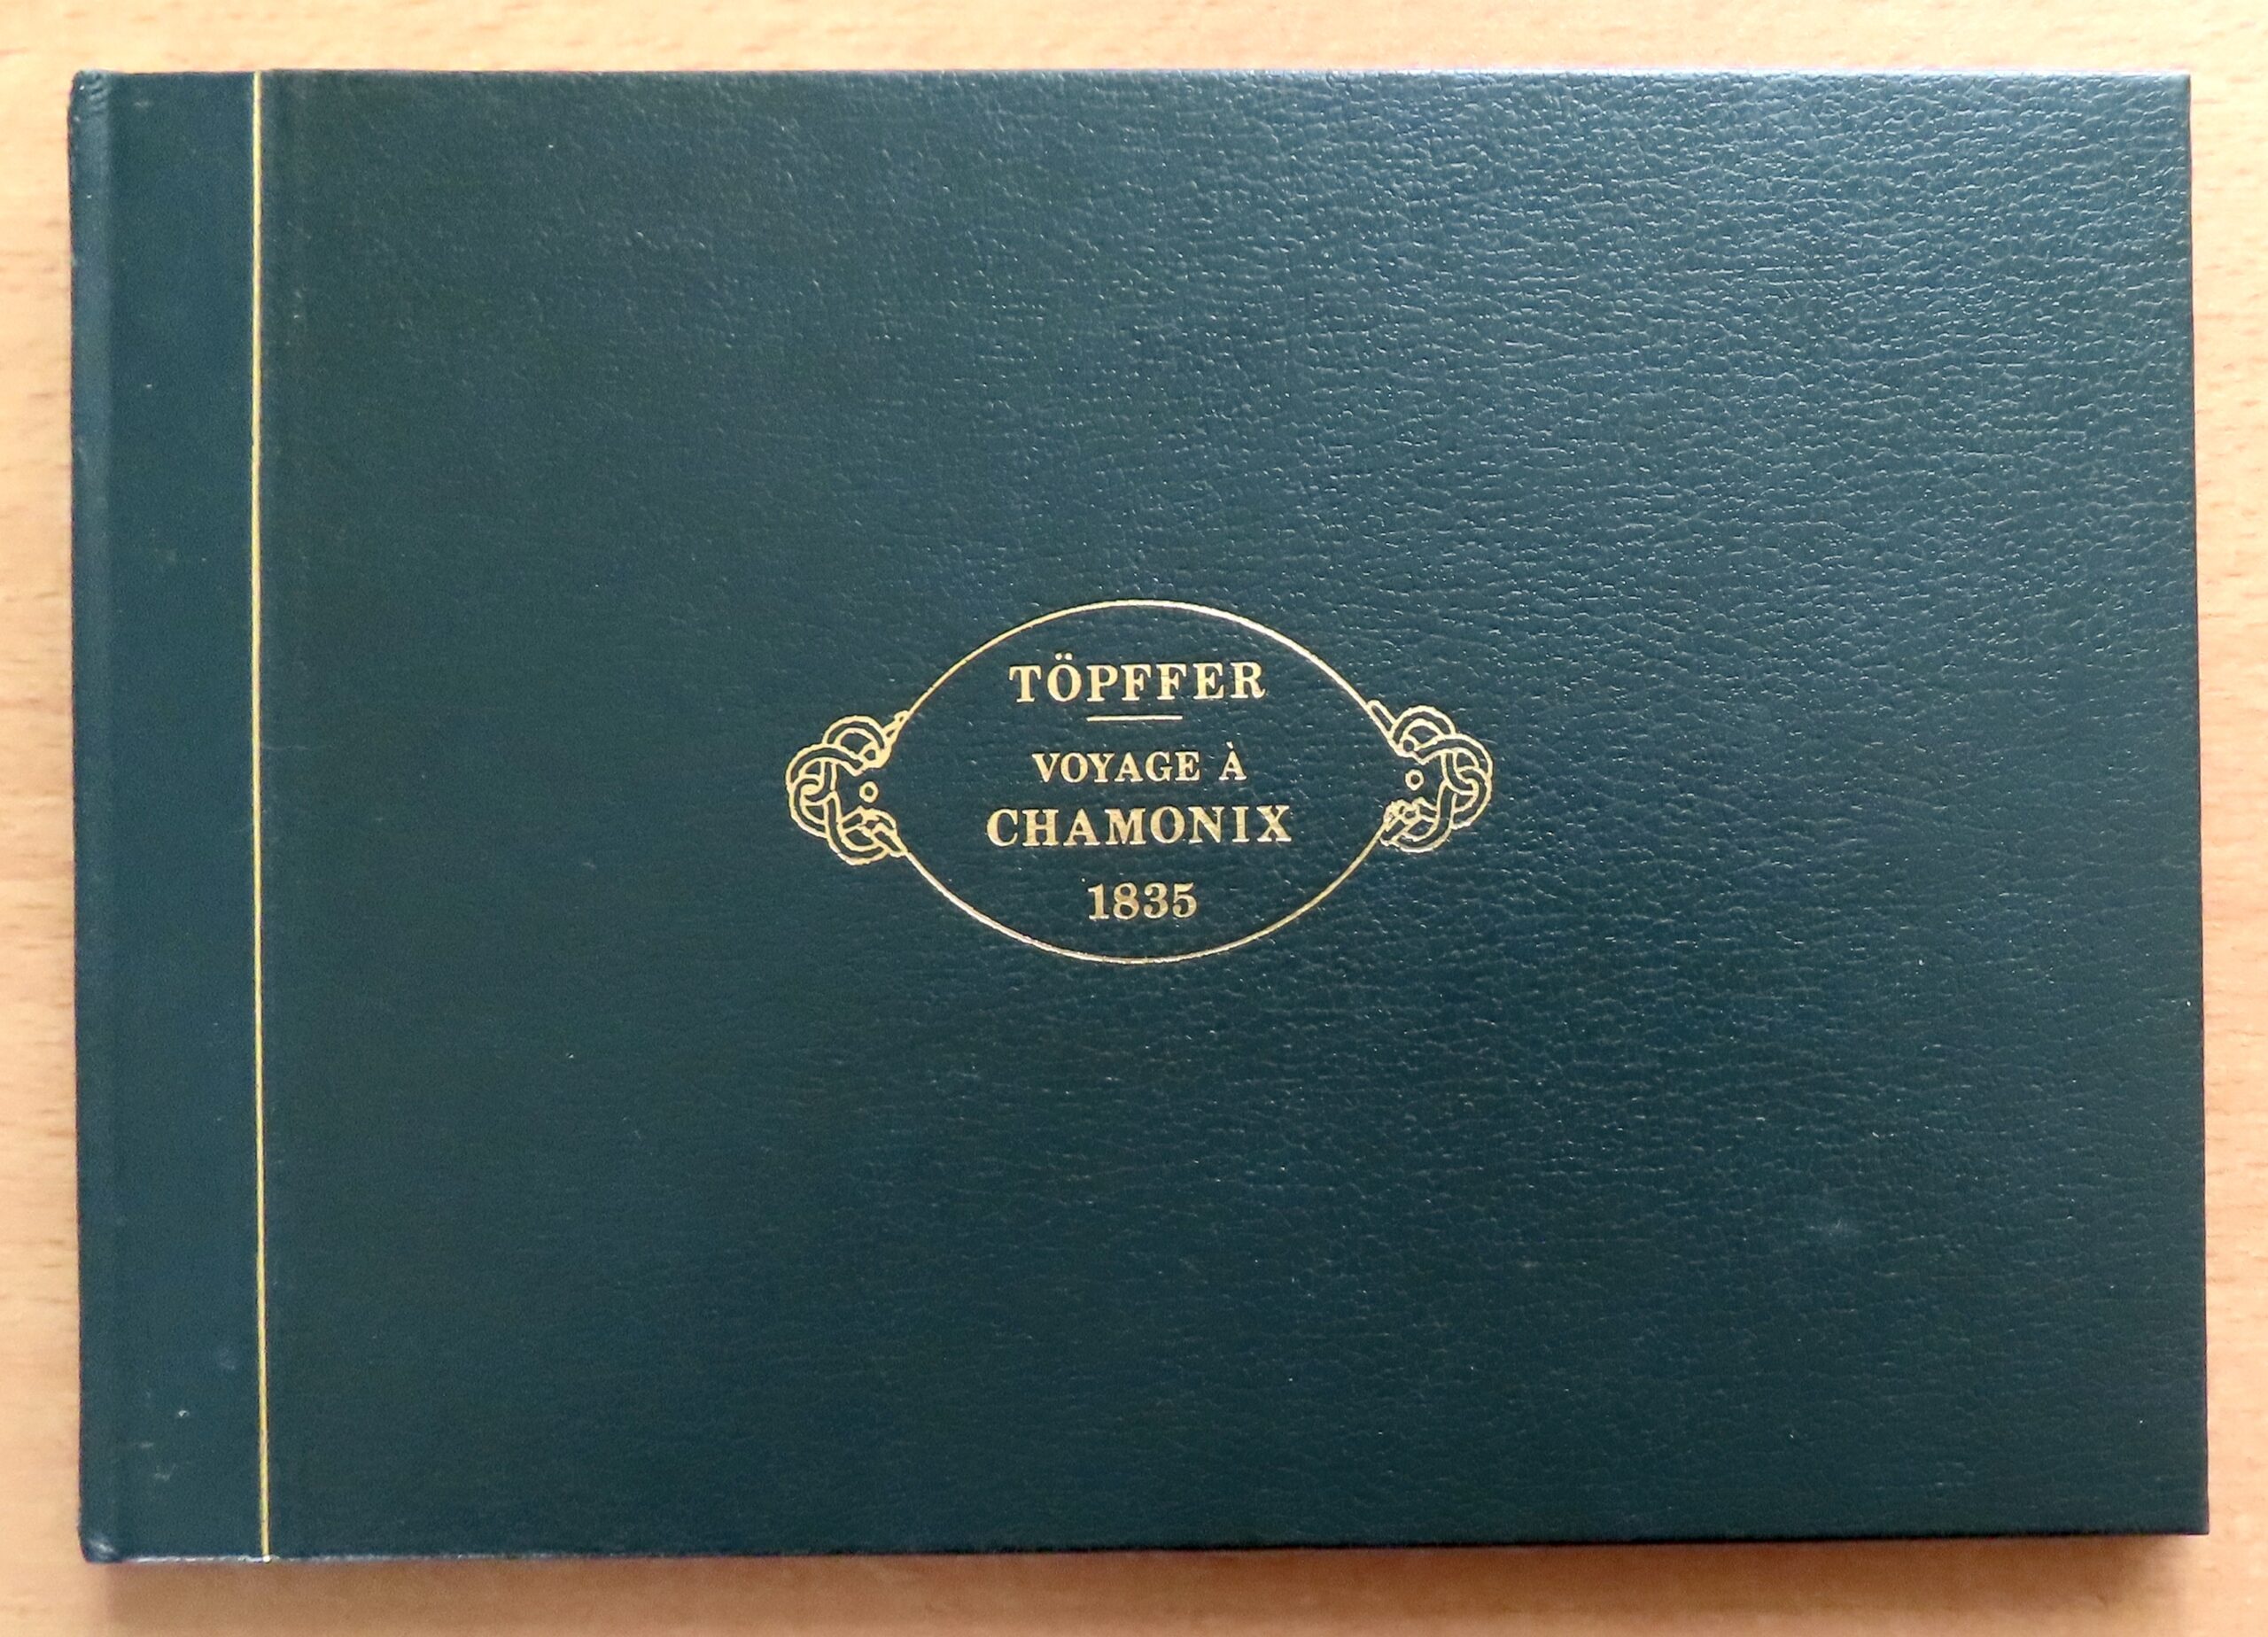 TÖPFFER
VOYAGE À
CHAMONIX
1835